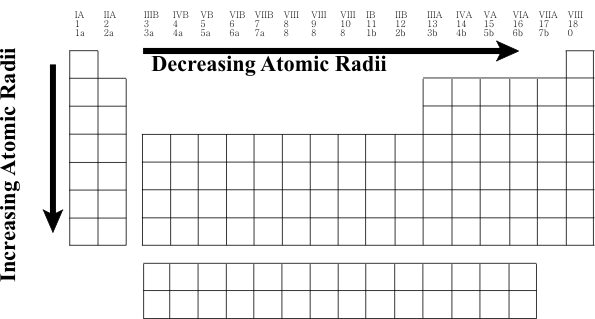 IA IIA IIIB IVB VB VIB VIIB VIII VIII VIII IB IIB IIIA IVA VA VIA VIIA VIII
1 2 3 4 5 6 7 8 9 10 11 12 13 14 15 16 17 18
1a 2a 3a 4a 5a 6a 7a 8 8 8 1b 2b 3b 4b 5b 6b 7b 0
Decreasing Atomic Radii
Increasing Atomic Radii